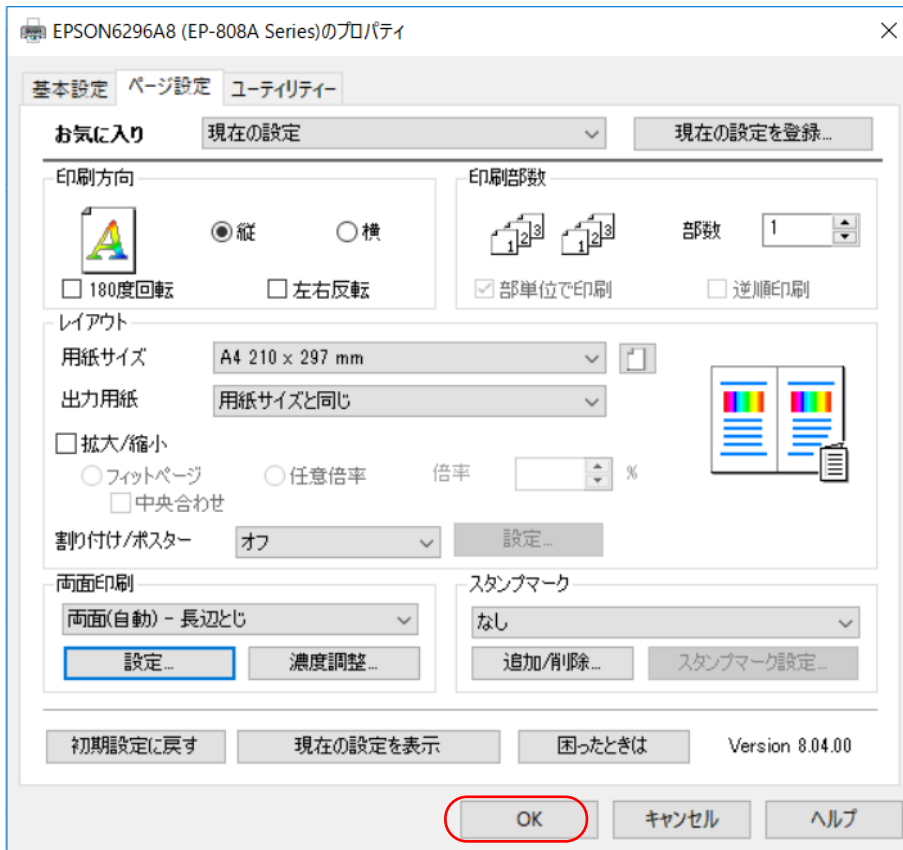 EPSON6296A8 (EP-808A Series)のプロパティ
基本設定 ページ設定 ユーティリティー
お気に入り 現在の設定 現在の設定を登録...
印刷方向
A
縦 横
180度回転 左右反転
印刷部数
1 2 3 1 2 3 部数 1
部単位で印刷 逆順印刷
レイアウト
用紙サイズ A4 210 x 297 mm
出力用紙 用紙サイズと同じ
拡大/縮小
フィットページ 任意倍率 倍率 %
中央合わせ
割り付け/ポスター オフ 設定...
両面印刷
両面(自動) - 長辺とじ
設定... 濃度調整...
スタンプマーク
なし
追加/削除... スタンプマーク設定...
初期設定に戻す 現在の設定を表示 困ったときは Version 8.04.00
OK キャンセル ヘルプ